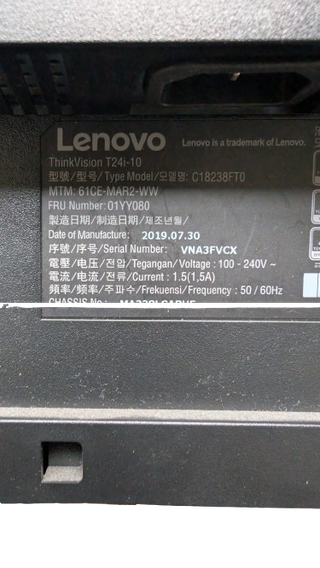 Lenovo
Lenovo is a trademark of Lenovo.
ThinkVision T24i-10
型號/型号/Type Model/모델명: C18238FT0
MTM: 61CE-MAR2-WW
FRU Number: 01YY080
製造日期/制造日期/제조년월/
Date of Manufacture: 2019.07.30
序號/序号/Serial Number: VNA3FVCX
電壓/电压/전압/Tegangan/Voltage : 100 - 240V ~
電流/电流/전류/Current : 1.5(1,5A)
頻率/频率/주파수/Frekuensi/Frequency : 50 / 60Hz
CHASSIS No.: